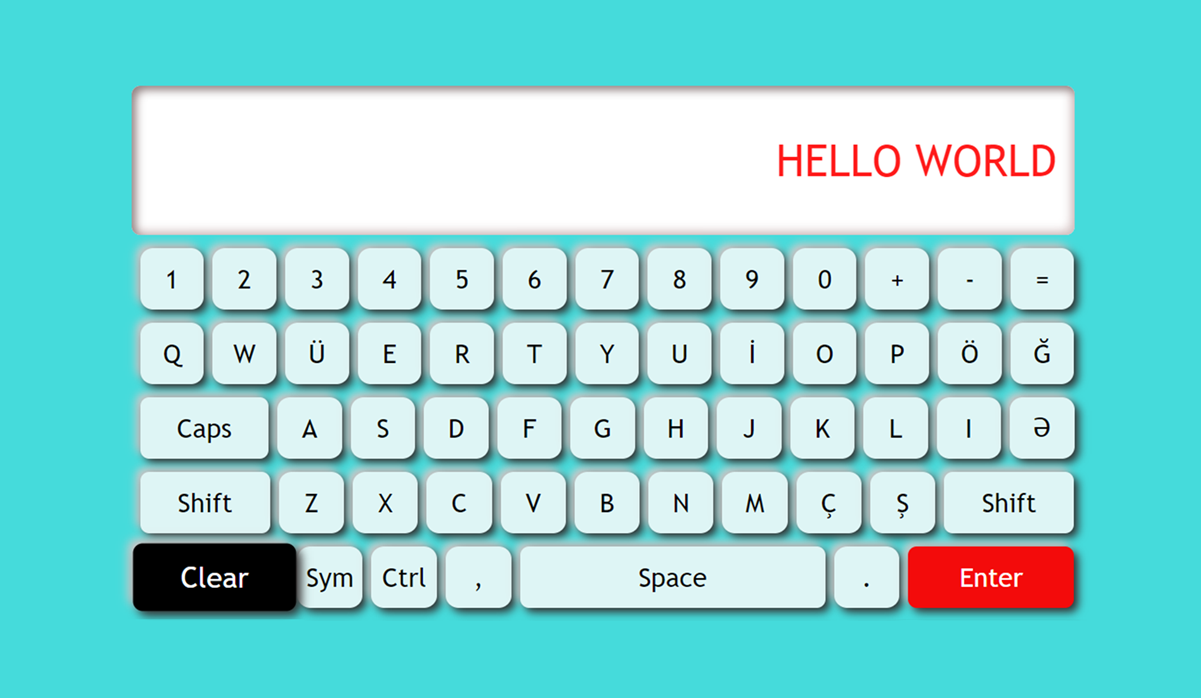 HELLO WORLD
1 2 3 4 5 6 7 8 9 0 + - =
Q W Ü E R T Y U İ O P Ö Ğ
Caps A S D F G H J K L I Ə
Shift Z X C V B N M Ç Ş Shift
Clear Sym Ctrl , Space . Enter